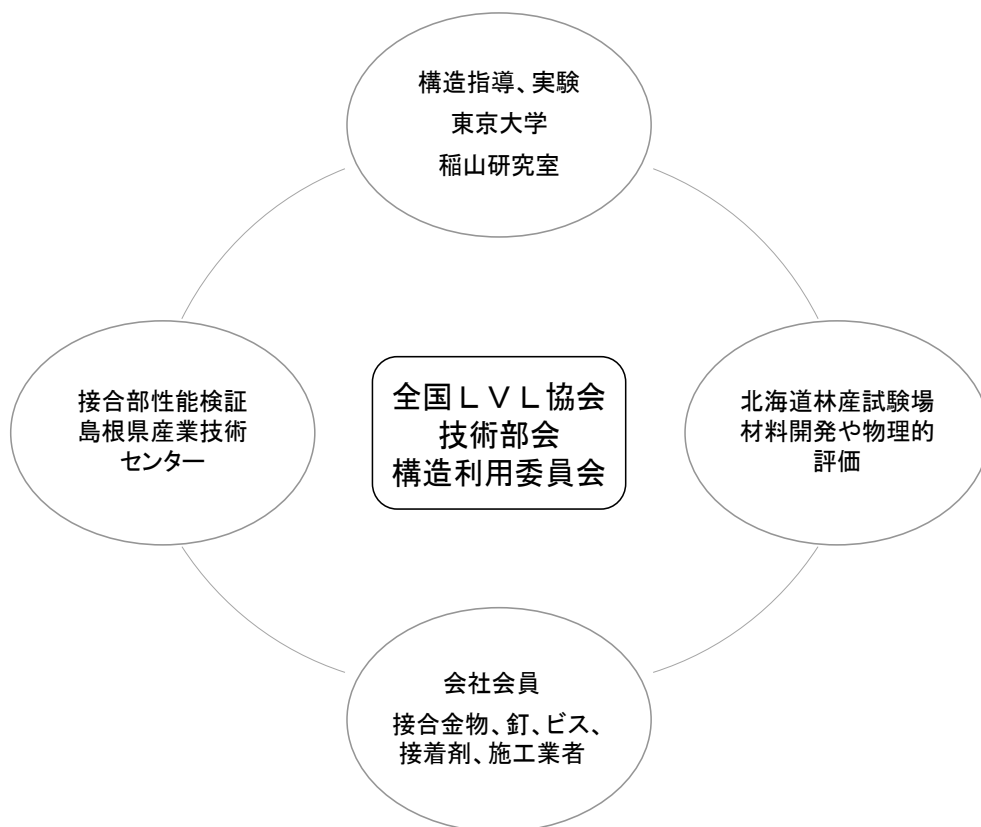 構造指導、実験
東京大学
稲山研究室
接合部性能検証
島根県産業技術
センター
全国ＬＶＬ協会
技術部会
構造利用委員会
北海道林産試験場
材料開発や物理的
評価
会社会員
接合金物、釘、ビス、
接着剤、施工業者